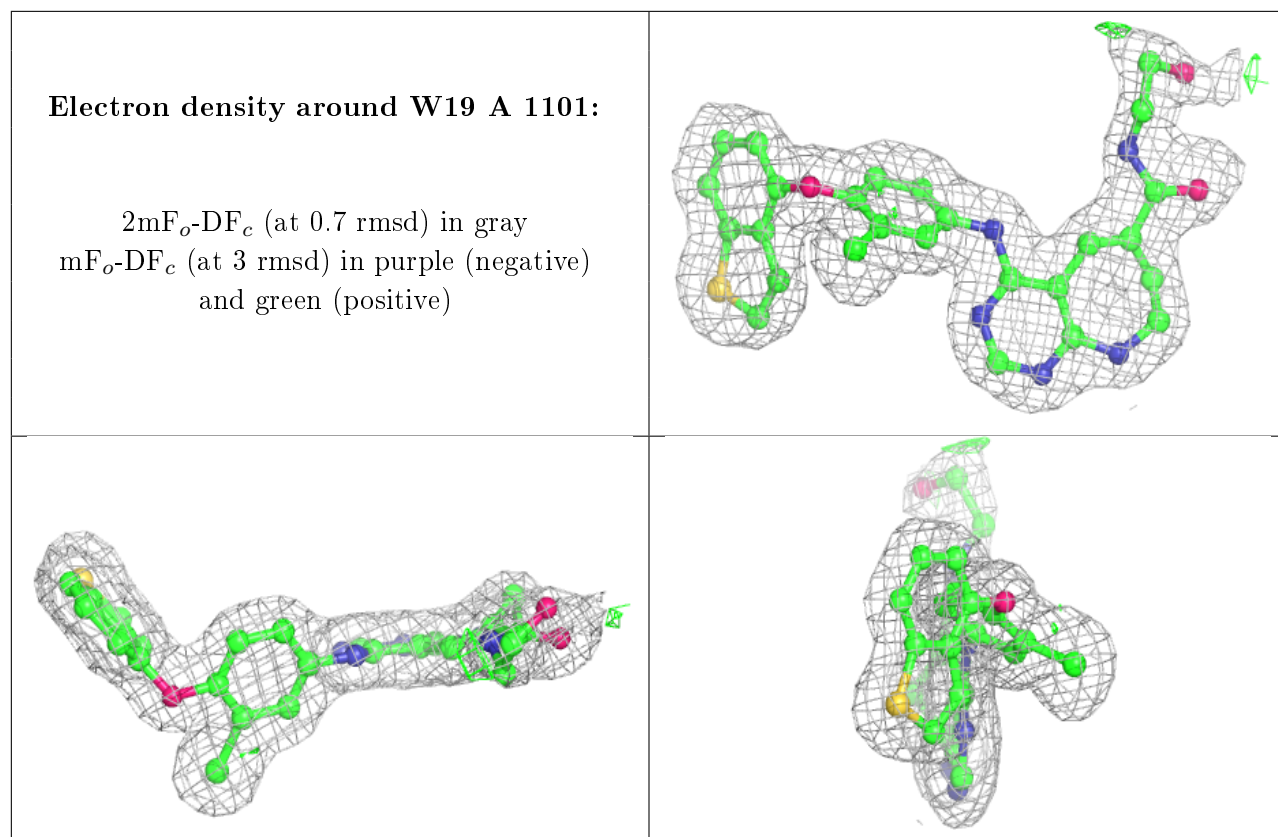 Electron density around W19 A 1101:
2mFo-DFc (at 0.7 rmsd) in gray
mFo-DFc (at 3 rmsd) in purple (negative)
and green (positive)